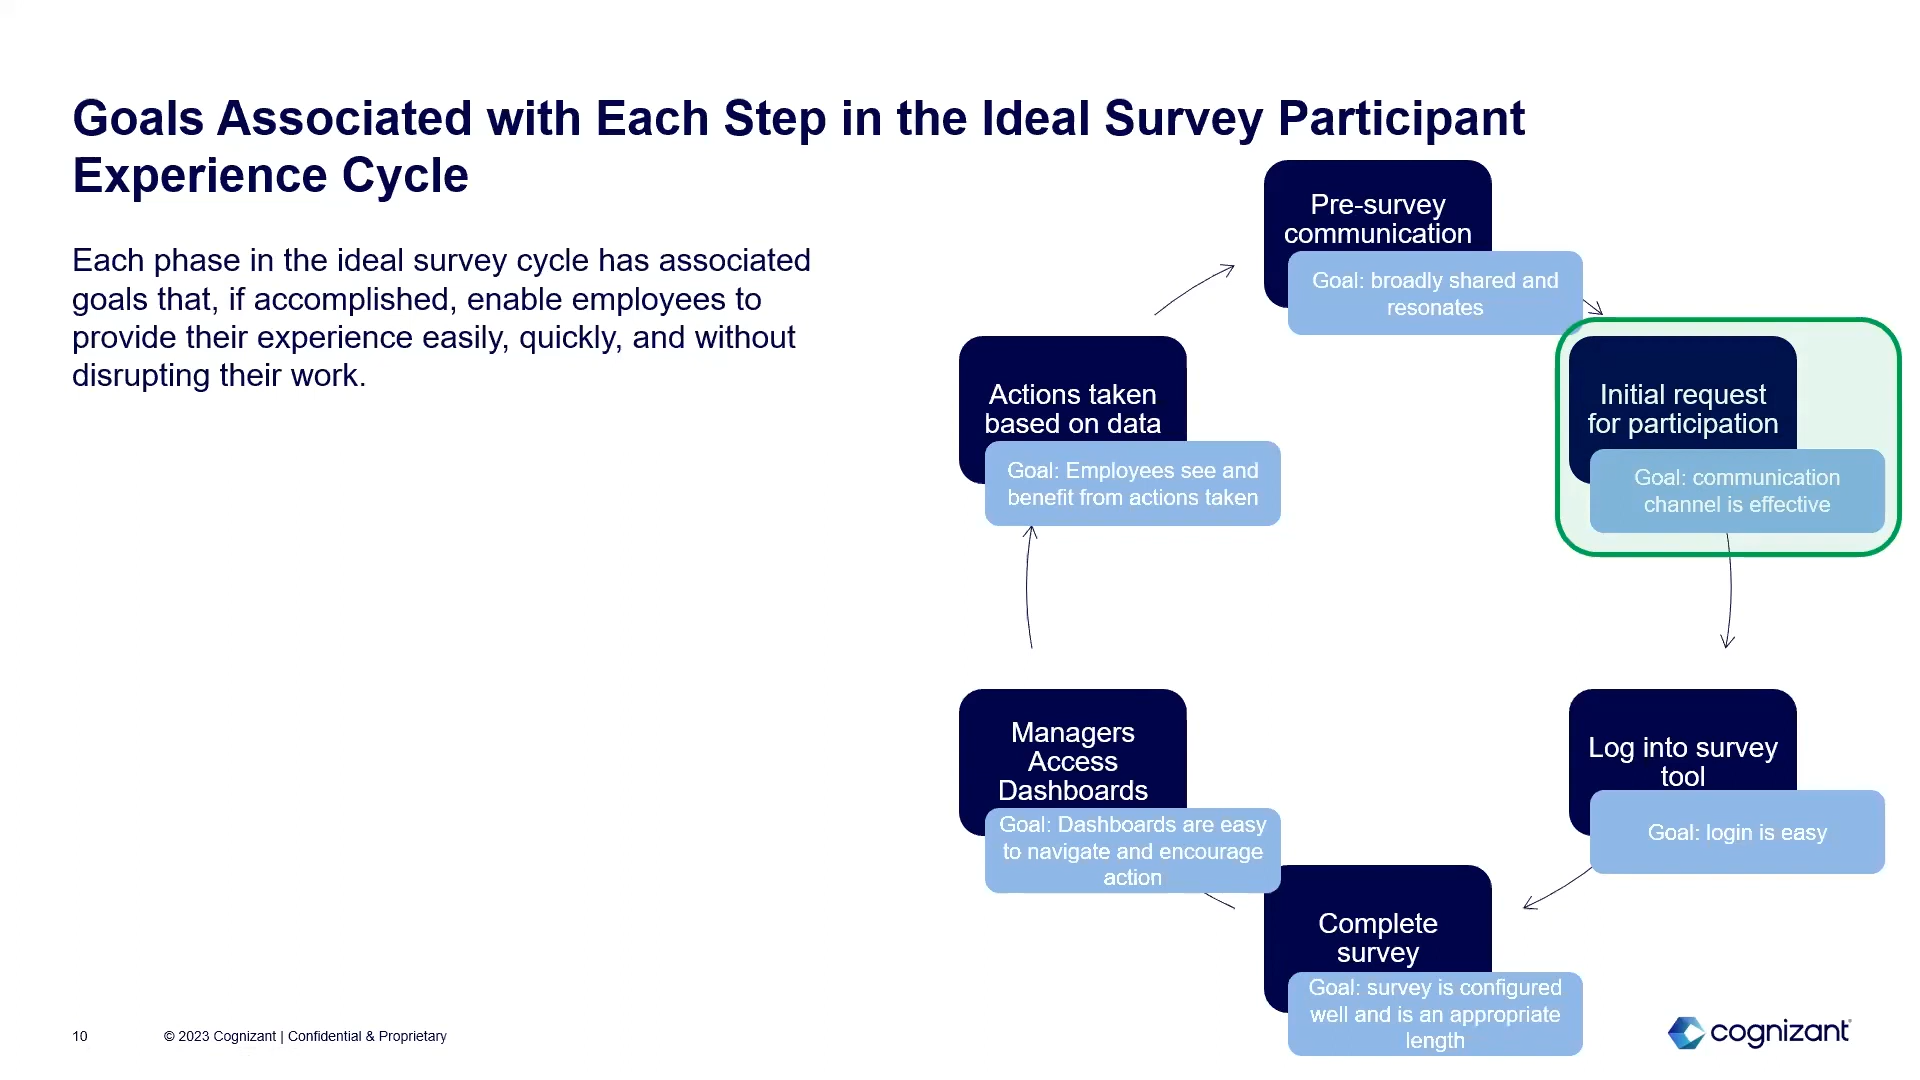 Goals Associated with Each Step in the Ideal Survey Participant
Experience Cycle
Each phase in the ideal survey cycle has associated
goals that, if accomplished, enable employees to
provide their experience easily, quickly, and without
disrupting their work.
Pre-survey
communication
Goal: broadly shared and
resonates
Initial request
for participation
Goal: communication
channel is effective
Log into survey
tool
Goal: login is easy
Complete
survey
Goal: survey is configured
well and is an appropriate
length
Managers
Access
Dashboards
Goal: Dashboards are easy
to navigate and encourage
action
Actions taken
based on data
Goal: Employees see and
benefit from actions taken
10
© 2023 Cognizant | Confidential & Proprietary
cognizant